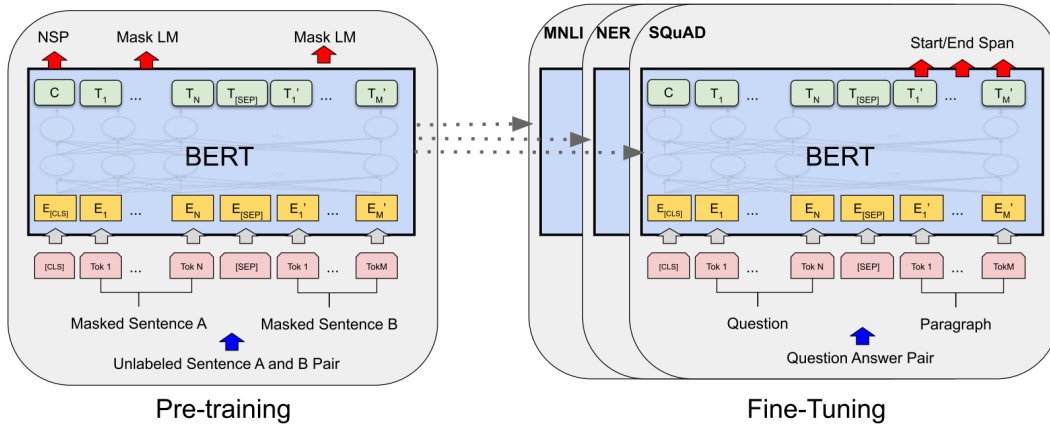 NSP Mask LM Mask LM
C T1 ... TN T[SEP] T1' ... TM'
BERT
E[CLS] E1 ... EN E[SEP] E1' ... EM'
[CLS] Tok 1 ... Tok N [SEP] Tok 1 ... TokM
Masked Sentence A Masked Sentence B
Unlabeled Sentence A and B Pair
Pre-training
MNLI NER SQuAD
Start/End Span
C T1 ... TN T[SEP] T1' ... TM'
BERT
E[CLS] E1 ... EN E[SEP] E1' ... EM'
[CLS] Tok 1 ... Tok N [SEP] Tok 1 ... TokM
Question Paragraph
Question Answer Pair
Fine-Tuning